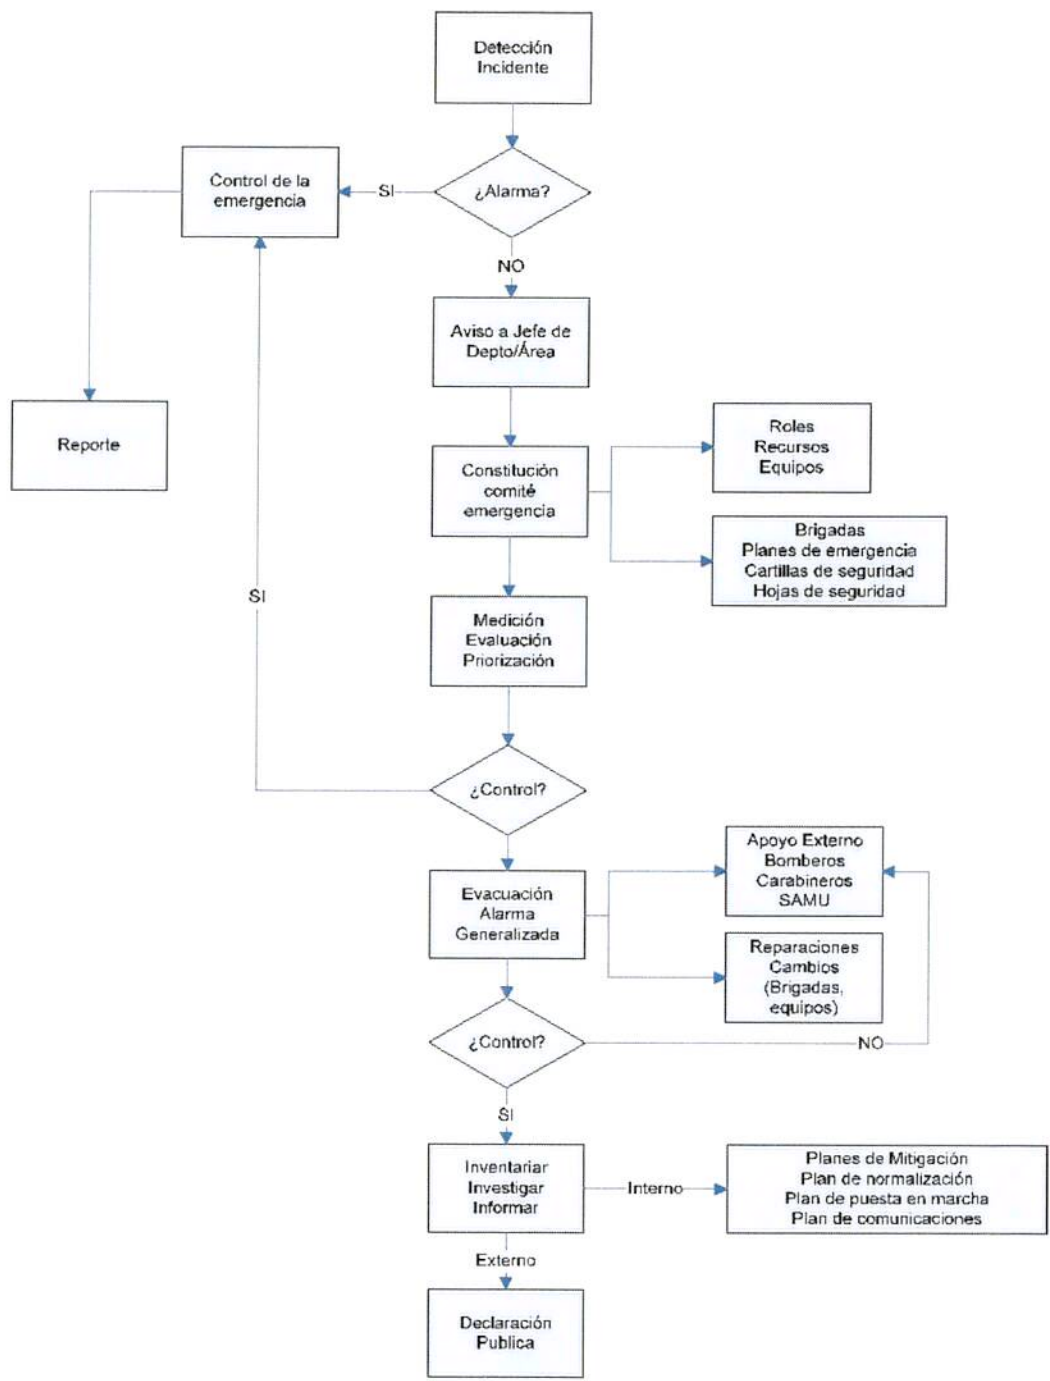 Detección
Incidente
¿Alarma?
SI
Control de la
emergencia
NO
Aviso a Jefe de
Depto/Área
Reporte
Roles
Recursos
Equipos
Constitución
comité
emergencia
Brigadas
Planes de emergencia
Cartillas de seguridad
Hojas de seguridad
SI
Medición
Evaluación
Priorización
¿Control?
Apoyo Externo
Bomberos
Carabineros
SAMU
Evacuación
Alarma
Generalizada
Reparaciones
Cambios
(Brigadas,
equipos)
¿Control?
NO
SI
Inventariar
Investigar
Informar
Interno
Planes de Mitigación
Plan de normalización
Plan de puesta en marcha
Plan de comunicaciones
Externo
Declaración
Publica